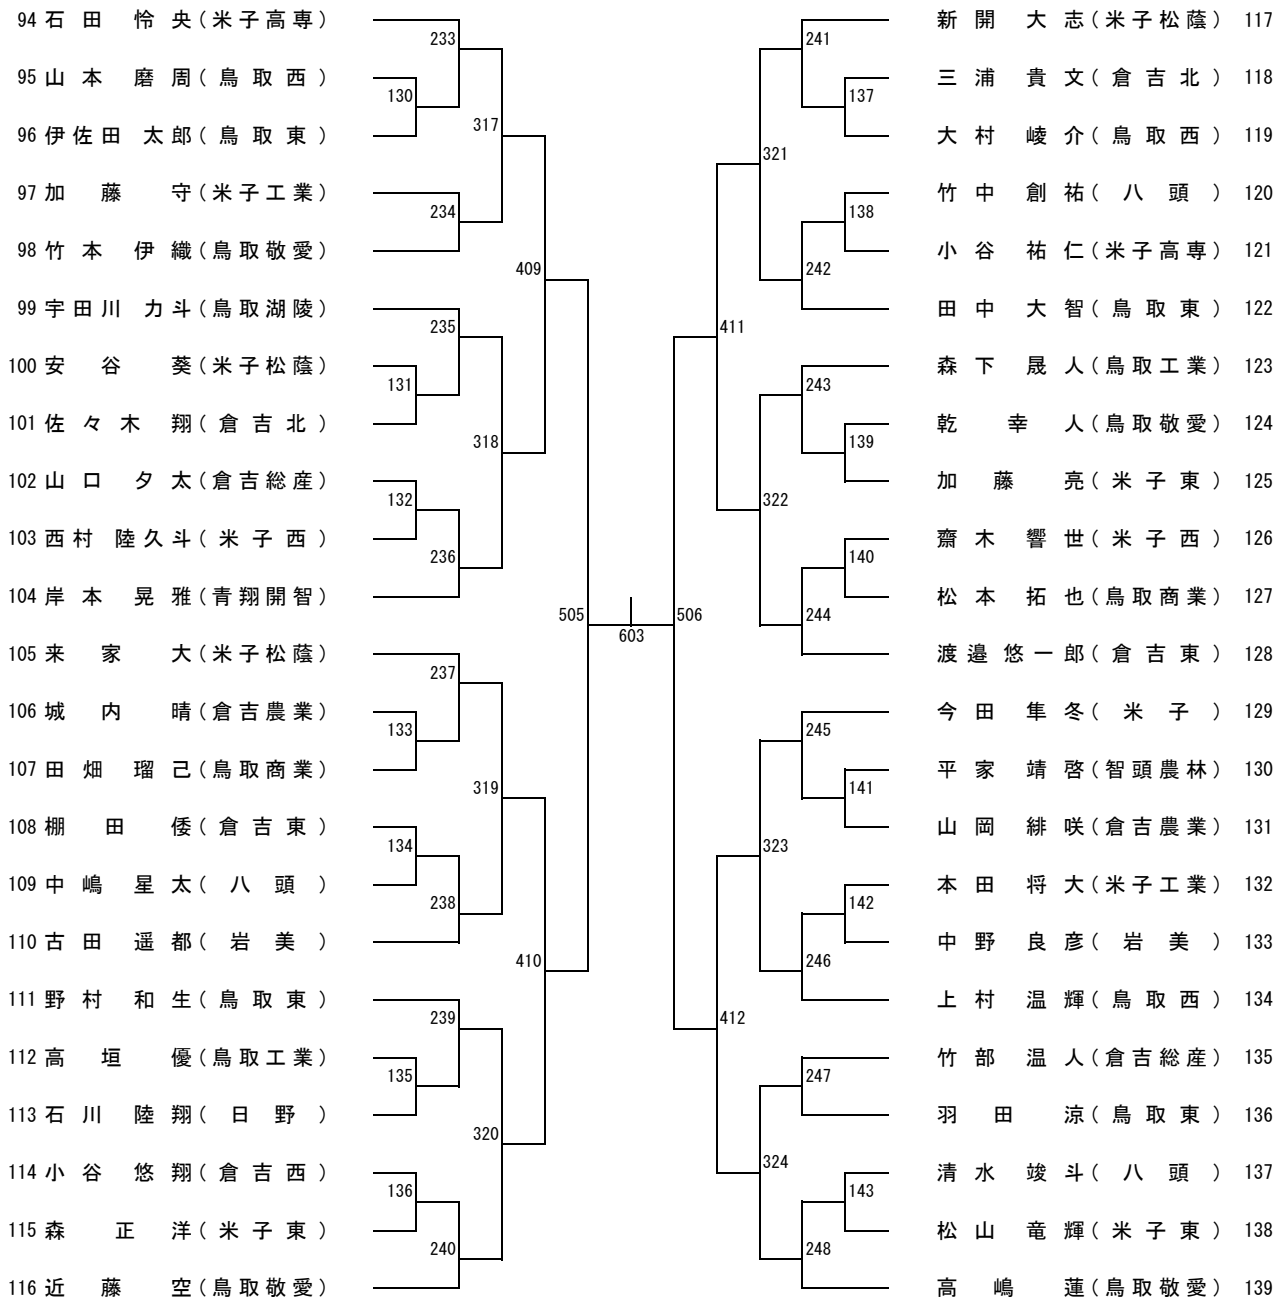 94 石田 怜央(米子高専)
233
95 山本 磨周(鳥取西)
130
96 伊佐田 太郎(鳥取東)
317
97 加藤 守(米子工業)
234
98 竹本 伊織(鳥取敬愛)
409
99 宇田川 力斗(鳥取湖陵)
235
100 安谷 葵(米子松蔭)
131
101 佐々木 翔(倉吉北)
318
102 山口 夕太(倉吉総産)
132
103 西村 陸久斗(米子西)
236
104 岸本 晃雅(青翔開智)
505
105 来家 大(米子松蔭)
237
106 城内 晴(倉吉農業)
133
107 田畑 瑠己(鳥取商業)
319
108 棚田 倭(倉吉東)
134
109 中嶋 星太(八頭)
238
110 古田 遥都(岩美)
410
111 野村 和生(鳥取東)
239
112 高垣 優(鳥取工業)
135
113 石川 陸翔(日野)
320
114 小谷 悠翔(倉吉西)
136
115 森 正洋(米子東)
240
116 近藤 空(鳥取敬愛)
603
新開 大志(米子松蔭) 117
241
三浦 貴文(倉吉北) 118
137
大村 崚介(鳥取西) 119
321
竹中 創祐(八頭) 120
138
小谷 祐仁(米子高専) 121
242
田中 大智(鳥取東) 122
411
森下 晟人(鳥取工業) 123
243
乾 幸人(鳥取敬愛) 124
139
加藤 亮(米子東) 125
322
齋木 響世(米子西) 126
140
松本 拓也(鳥取商業) 127
244
506
渡邉 悠一郎(倉吉東) 128
今田 隼冬(米子) 129
245
平家 靖啓(智頭農林) 130
141
山岡 緋咲(倉吉農業) 131
323
本田 将大(米子工業) 132
142
中野 良彦(岩美) 133
246
上村 温輝(鳥取西) 134
412
竹部 温人(倉吉総産) 135
247
羽田 涼(鳥取東) 136
324
清水 竣斗(八頭) 137
143
松山 竜輝(米子東) 138
248
高嶋 蓮(鳥取敬愛) 139